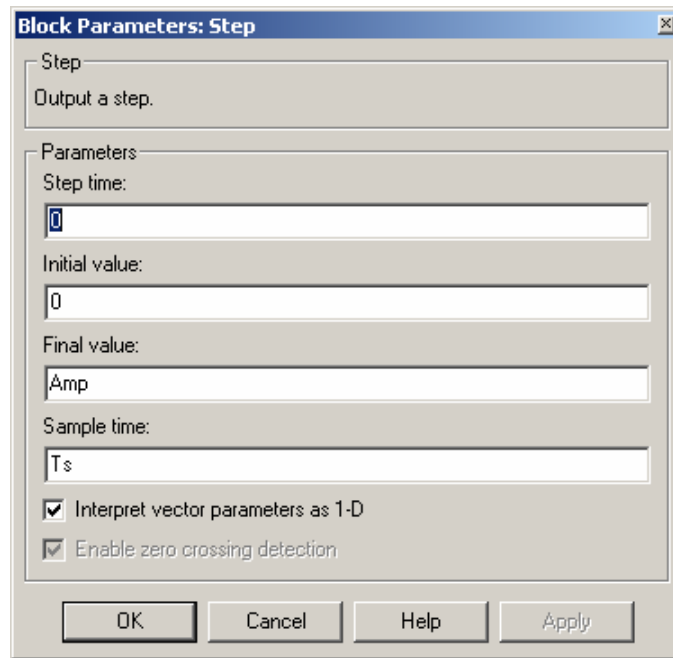 Block Parameters: Step
Step
Output a step.
Parameters
Step time:
0
Initial value:
0
Final value:
Amp
Sample time:
Ts
Interpret vector parameters as 1-D
Enable zero crossing detection
OK Cancel Help Apply